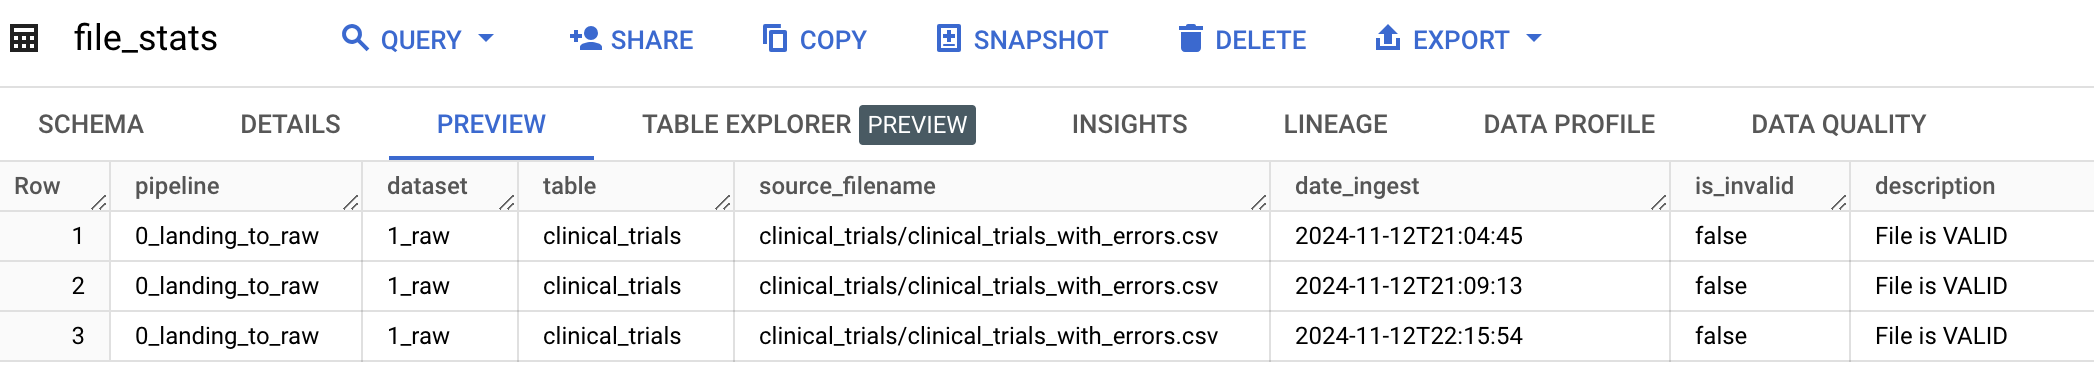 file_stats QUERY SHARE COPY SNAPSHOT DELETE EXPORT
SCHEMA DETAILS PREVIEW TABLE EXPLORER PREVIEW INSIGHTS LINEAGE DATA PROFILE DATA QUALITY
Row pipeline dataset table source_filename date_ingest is_invalid description
1 0_landing_to_raw 1_raw clinical_trials clinical_trials/clinical_trials_with_errors.csv 2024-11-12T21:04:45 false File is VALID
2 0_landing_to_raw 1_raw clinical_trials clinical_trials/clinical_trials_with_errors.csv 2024-11-12T21:09:13 false File is VALID
3 0_landing_to_raw 1_raw clinical_trials clinical_trials/clinical_trials_with_errors.csv 2024-11-12T22:15:54 false File is VALID